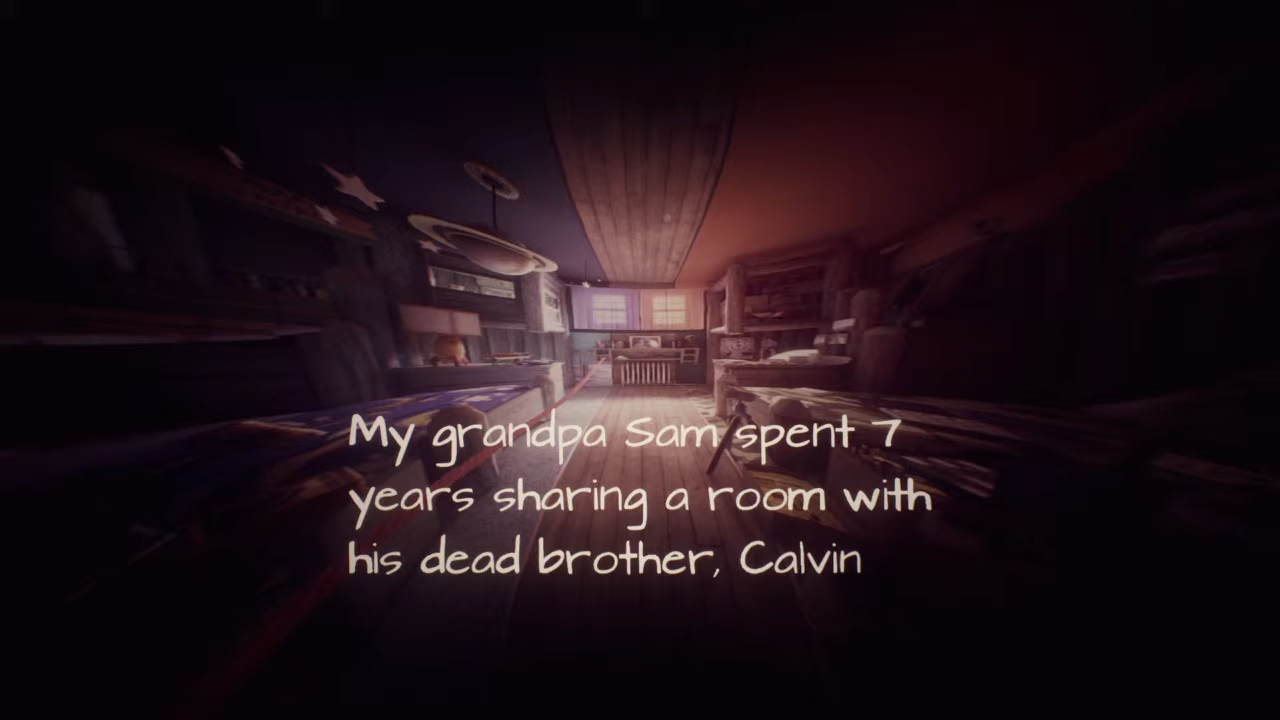 My grandpa Sam spent 7
years sharing a room with
his dead brother, Calvin